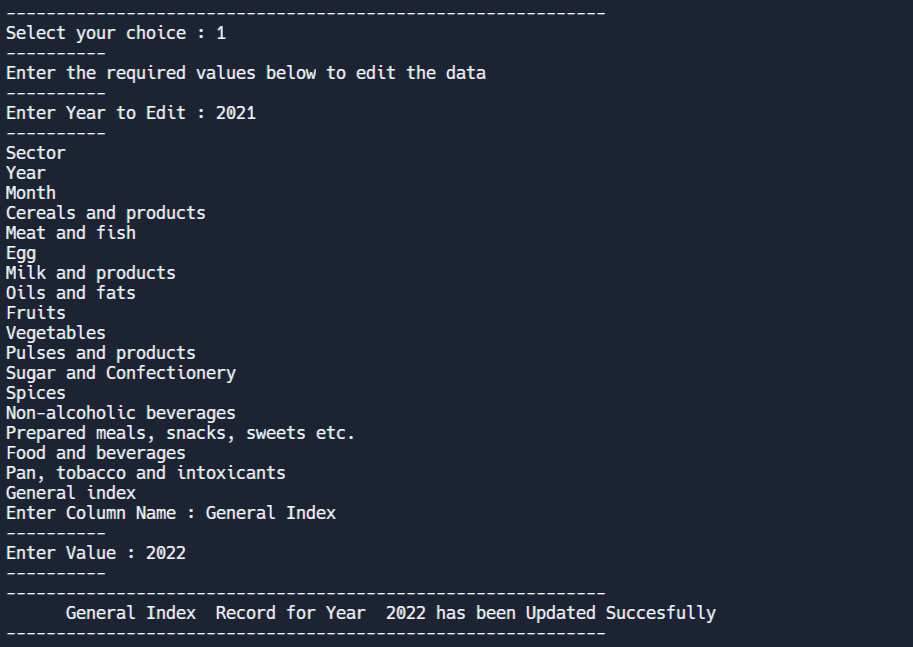 ------------------------------------------------------------
Select your choice : 1
----------
Enter the required values below to edit the data
----------
Enter Year to Edit : 2021
----------
Sector
Year
Month
Cereals and products
Meat and fish
Egg
Milk and products
Oils and fats
Fruits
Vegetables
Pulses and products
Sugar and Confectionery
Spices
Non-alcoholic beverages
Prepared meals, snacks, sweets etc.
Food and beverages
Pan, tobacco and intoxicants
General index
Enter Column Name : General Index
----------
Enter Value : 2022
----------
------------------------------------------------------------
      General Index  Record for Year  2022 has been Updated Succesfully
------------------------------------------------------------